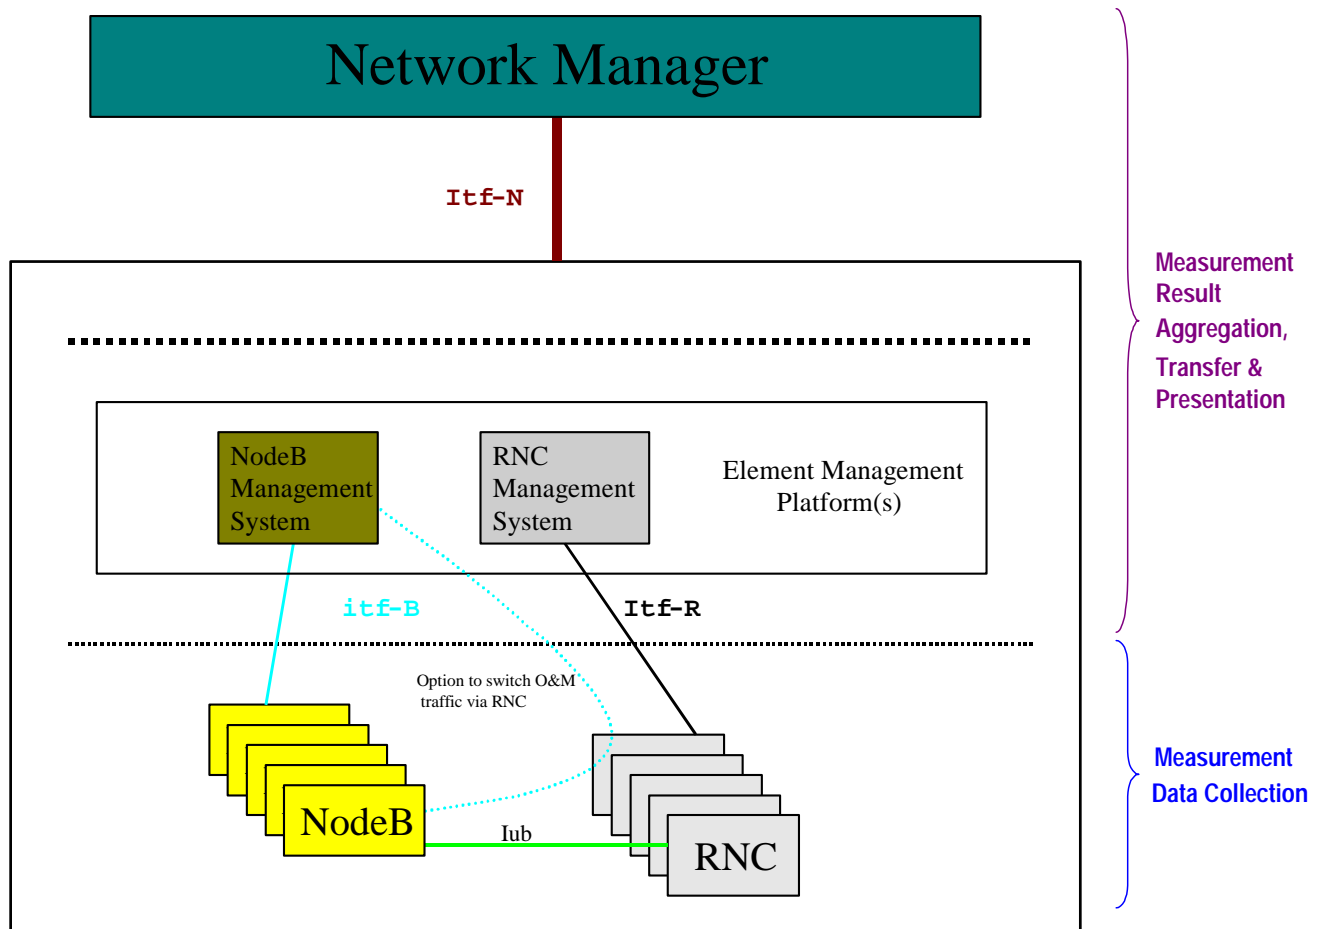 Network Manager
Itf-N
Measurement
Result
Aggregation,
Transfer &
Presentation
NodeB
Management
System
RNC
Management
System
Element Management
Platform(s)
itf-B
Itf-R
Option to switch O&M
traffic via RNC
Measurement
Data Collection
NodeB
Iub
RNC